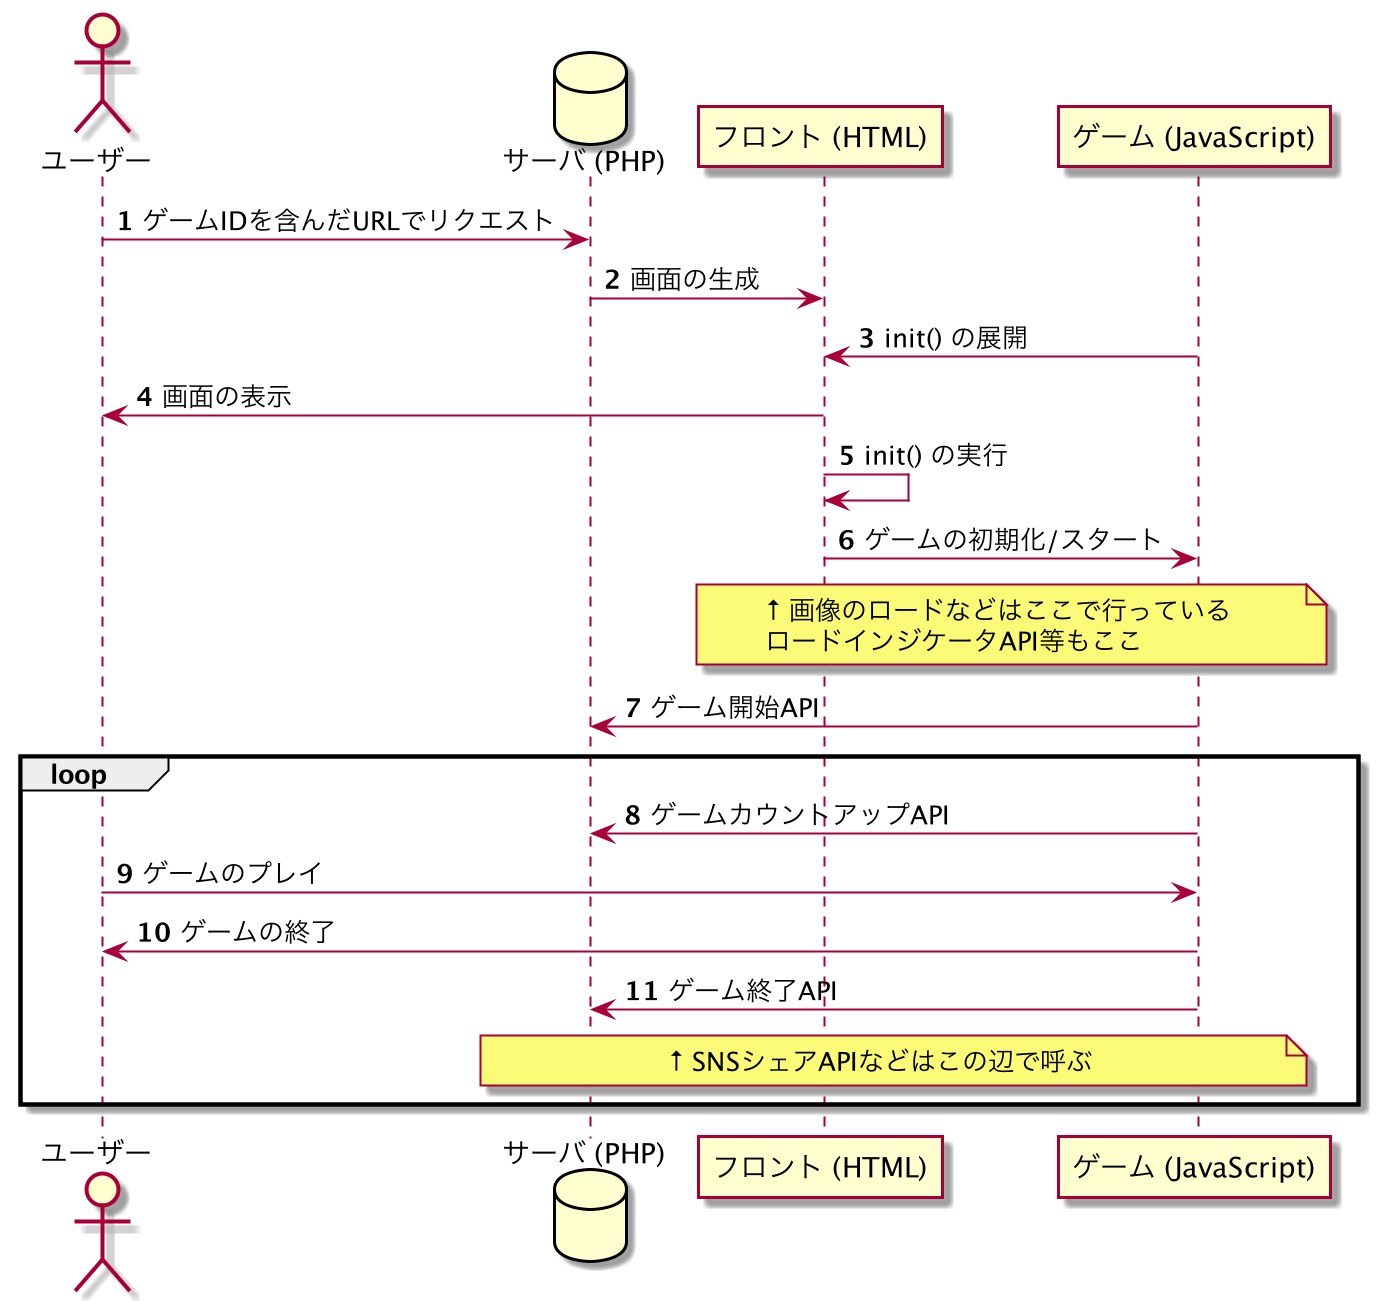 ユーザー
サーバ (PHP)
フロント (HTML)
ゲーム (JavaScript)
1 ゲームIDを含んだURLでリクエスト
2 画面の生成
3 init() の展開
4 画面の表示
5 init() の実行
6 ゲームの初期化/スタート
↑ 画像のロードなどはここで行っている
ロードインジケータAPI等もここ
7 ゲーム開始API
loop
8 ゲームカウントアップAPI
9 ゲームのプレイ
10 ゲームの終了
11 ゲーム終了API
↑ SNSシェアAPIなどはこの辺で呼ぶ
ユーザー
サーバ (PHP)
フロント (HTML)
ゲーム (JavaScript)